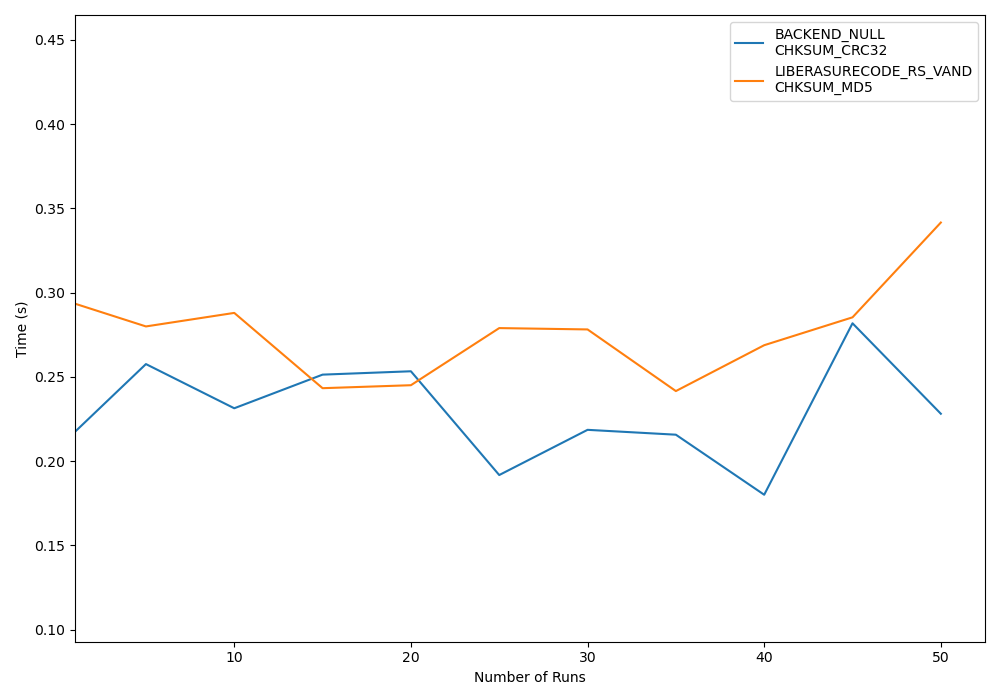 BACKEND_NULL
CHKSUM_CRC32
LIBERASURECODE_RS_VAND
CHKSUM_MD5
0.45
0.40
0.35
0.30
0.25
0.20
0.15
0.10
Time (s)
10 20 30 40 50
Number of Runs